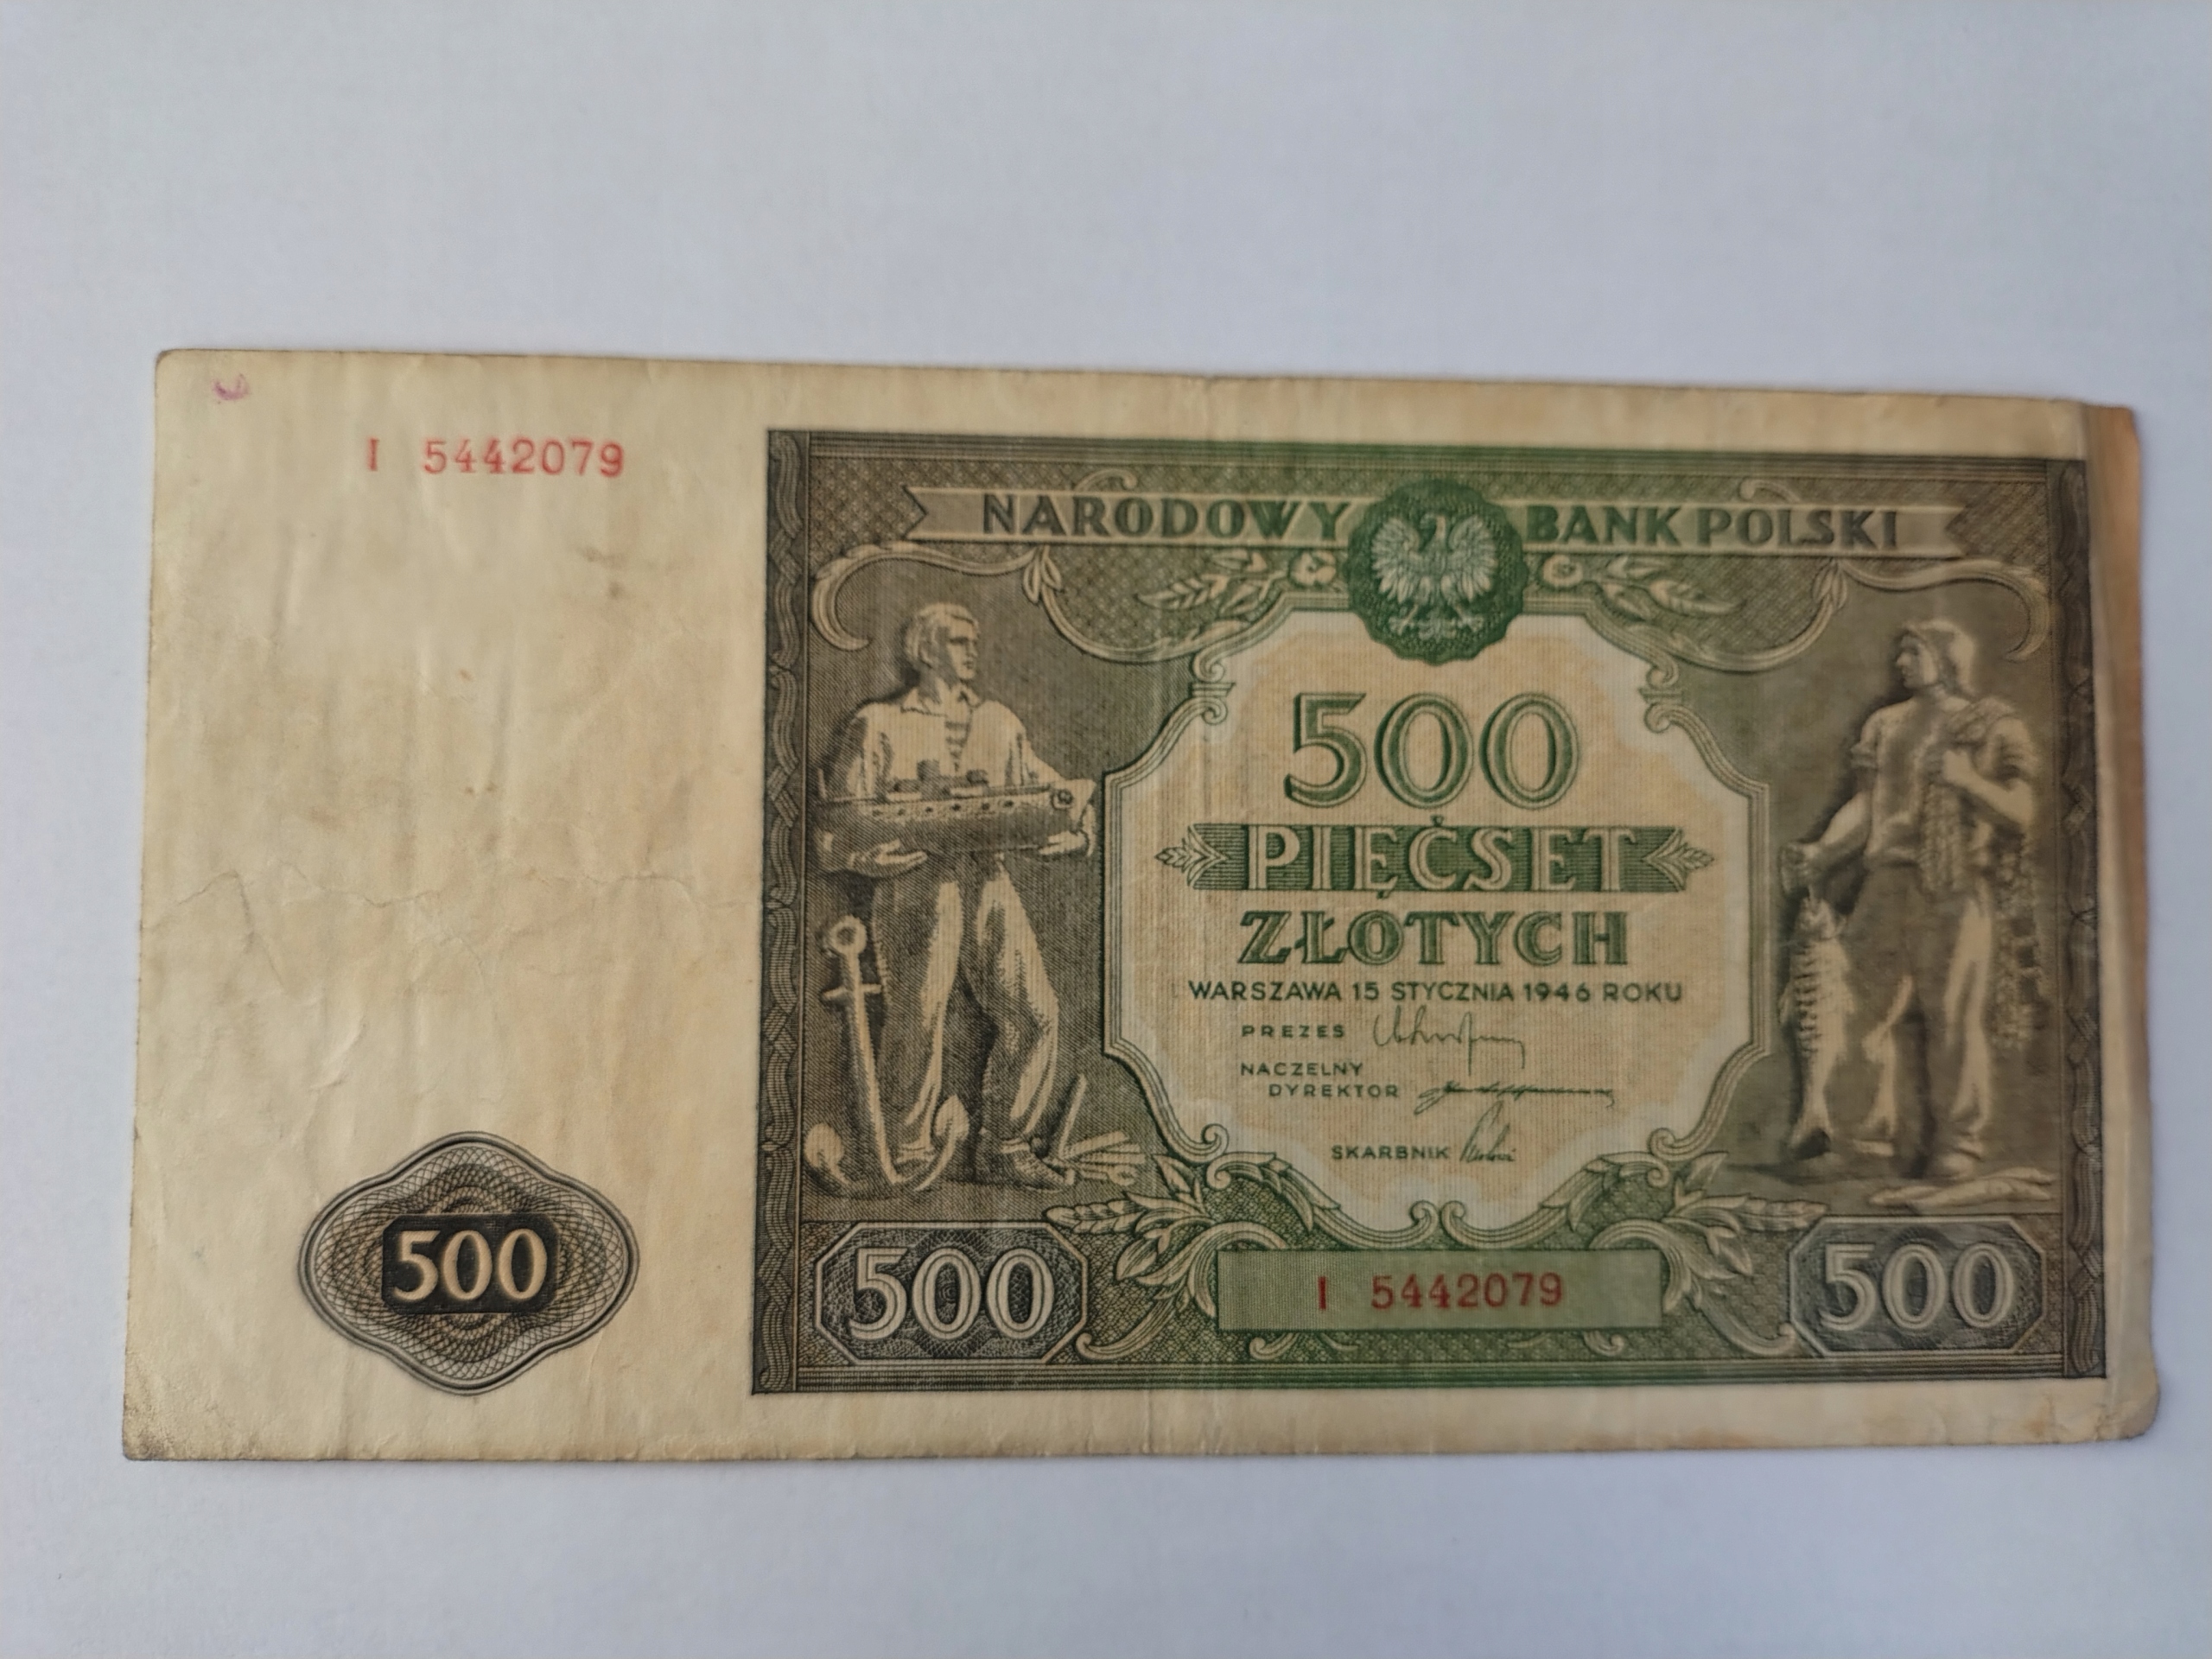 I 5442079
NARODOWY BANK POLSKI
500
PIĘĆSET
ZŁOTYCH
WARSZAWA 15 STYCZNIA 1946 ROKU
PREZES
NACZELNY
DYREKTOR
SKARBNIK
500
500
I 5442079
500